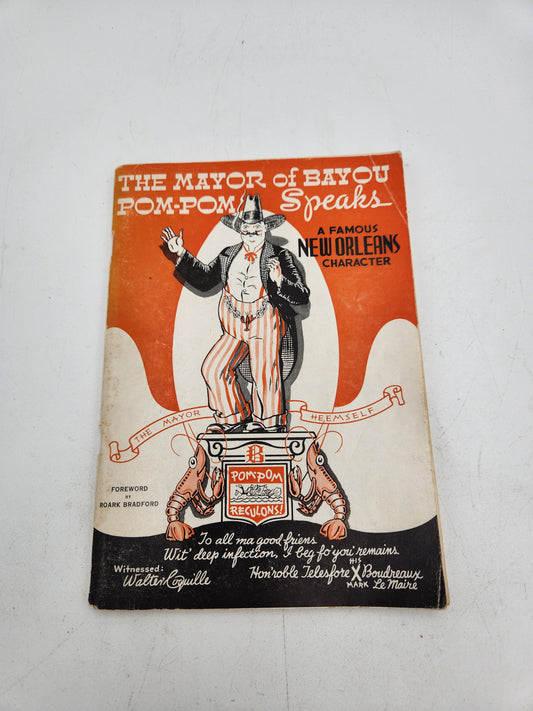 THE MAYOR of BAYOU
POM-POM Speaks
A FAMOUS
NEW ORLEANS
CHARACTER
THE MAYOR HEEMSELF
B
POM-POM
RECULONS!
FOREWORD
BY
ROARK BRADFORD
To all ma good friens
Wit' deep infection, I beg fo' you' remains
Witnessed:
Walter Coquille
Hon'roble Telesfore X Boudreaux
HIS
MARK Le Maire